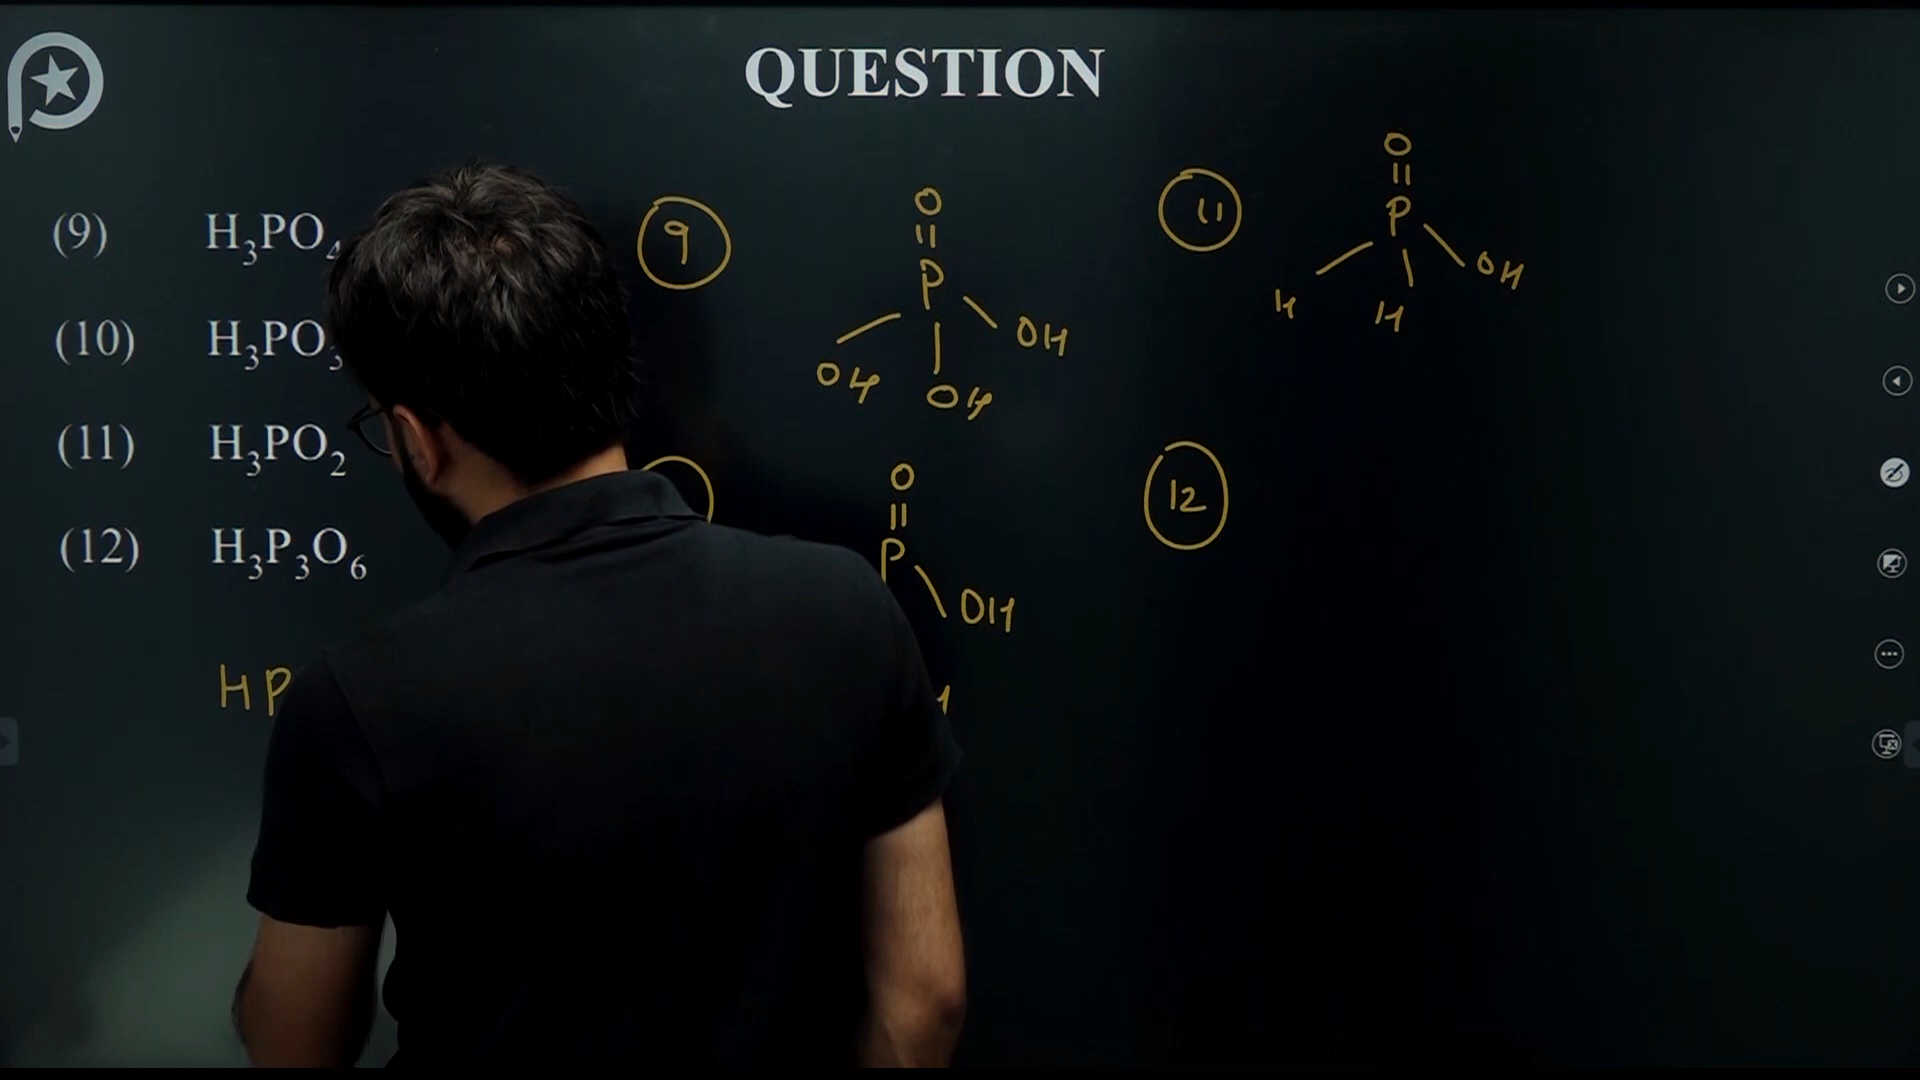 QUESTION
(9) H₃PO₄
(10) H₃PO₃
(11) H₃PO₂
(12) H₃P₃O₆
HP
9
O
||
P
OH
OH
OH
O
||
P
OH
11
O
||
P
H
H
OH
12